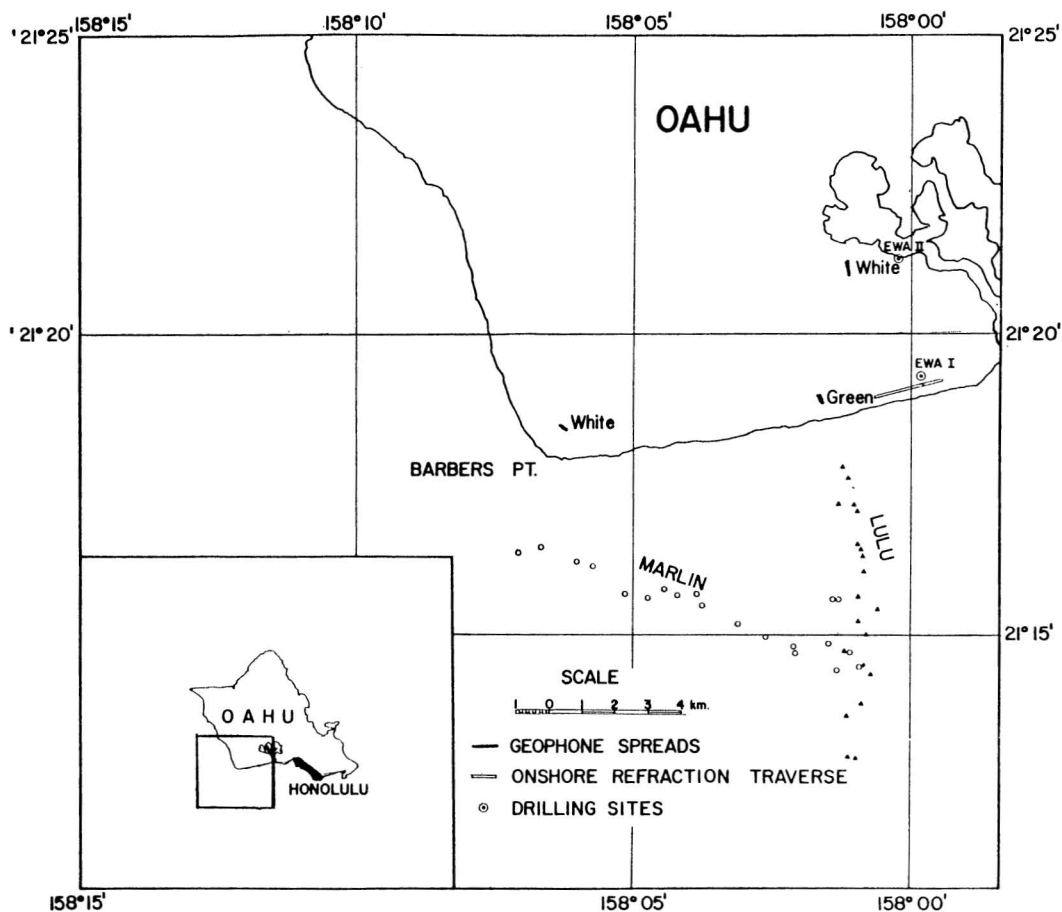 158°15' 158°10' 158°05' 158°00'
'21°25' 21°25'
OAHU
EWA II
White
'21°20' 21°20'
EWA I
Green
White
BARBERS PT.
LULU
MARLIN
21°15'
SCALE
1 0 1 2 3 4 km.
GEOPHONE SPREADS
ONSHORE REFRACTION TRAVERSE
DRILLING SITES
OAHU
HONOLULU
158°15' 158°05' 158°00'